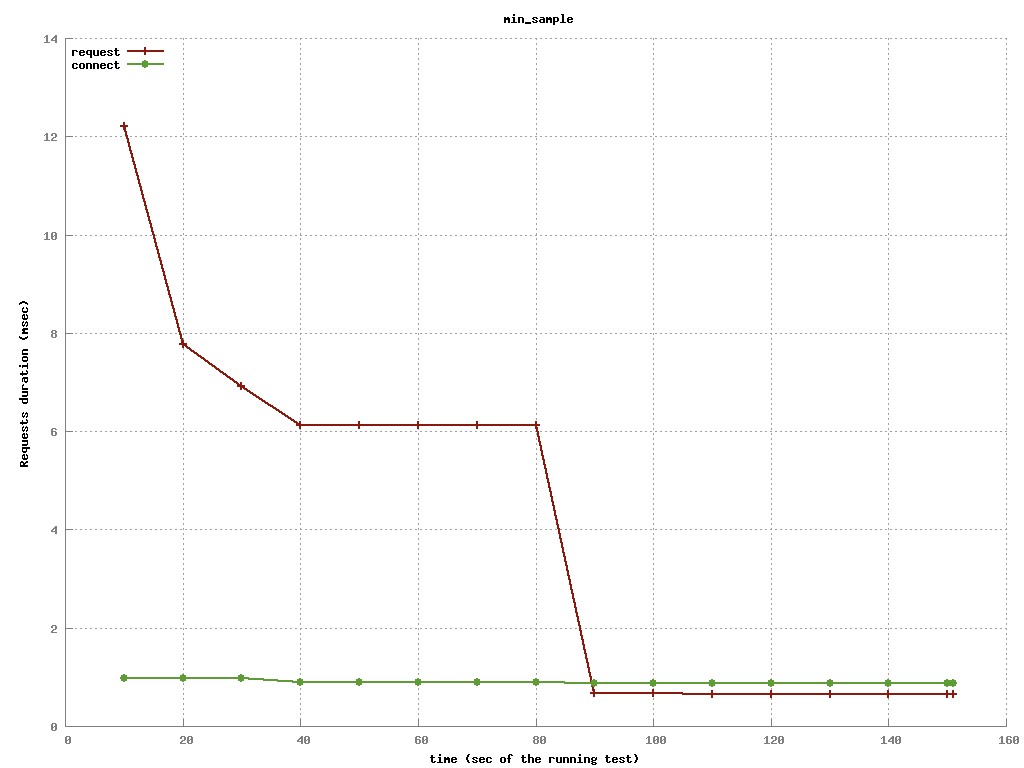 min_sample
14
request
connect
12
10
8
Requests duration (msec)
6
4
2
0
0 20 40 60 80 100 120 140 160
time (sec of the running test)